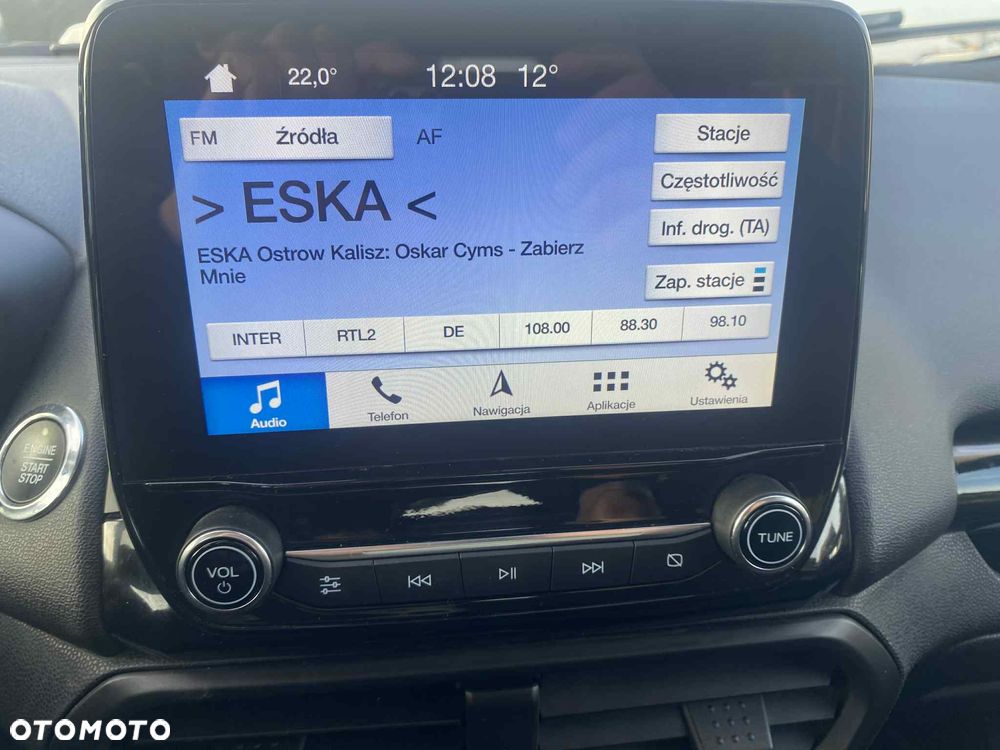 22,0° 12:08 12°
FM Źródła AF Stacje
Częstotliwość
> ESKA <
Inf. drog. (TA)
ESKA Ostrow Kalisz: Oskar Cyms - Zabierz
Mnie
Zap. stacje
INTER RTL2 DE 108.00 88.30 98.10
Audio Telefon Nawigacja Aplikacje Ustawienia
ENGINE
START
STOP
VOL
TUNE
OTOMOTO